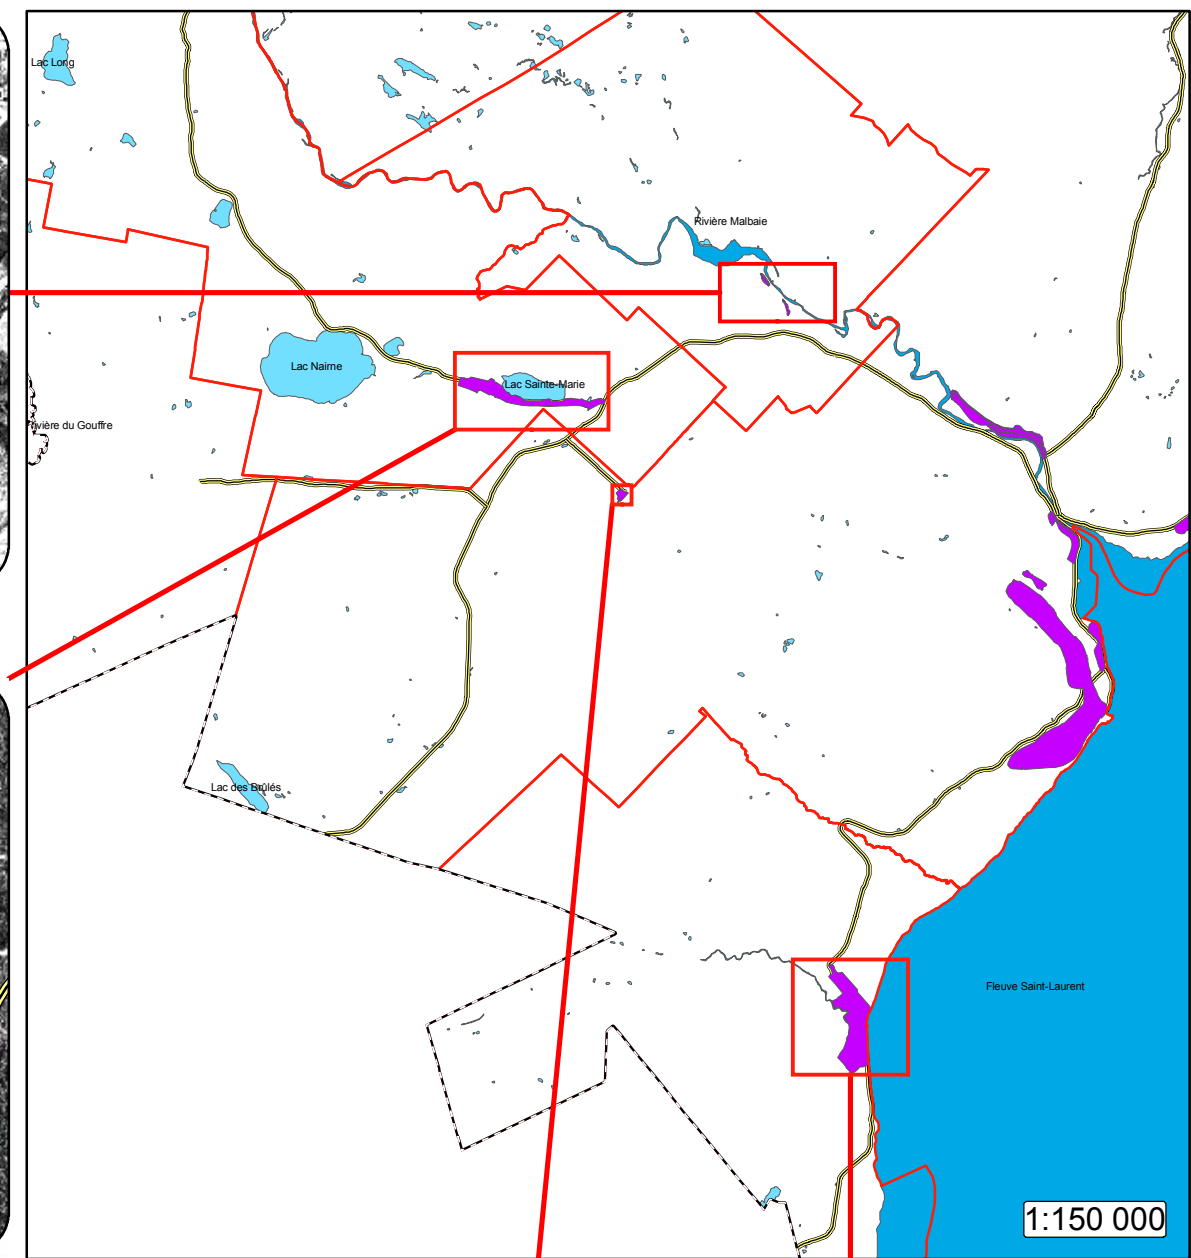 Lac Long
Rivière Malbaie
Lac Nairne
Lac Sainte-Marie
ivière du Gouffre
Lac des Brûlés
Fleuve Saint-Laurent
1:150 000